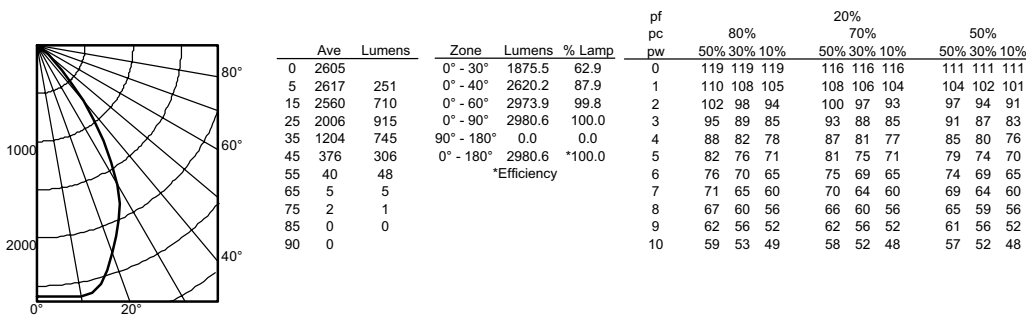 pf 20%
pc 80% 70% 50%
pw 50% 30% 10% 50% 30% 10% 50% 30% 10%
0 119 119 119 116 116 116 111 111 111
1 110 108 105 108 106 104 104 102 101
2 102 98 94 100 97 93 97 94 91
3 95 89 85 93 88 85 91 87 83
4 88 82 78 87 81 77 85 80 76
5 82 76 71 81 75 71 79 74 70
6 76 70 65 75 69 65 74 69 65
7 71 65 60 70 64 60 69 64 60
8 67 60 56 66 60 56 65 59 56
9 62 56 52 62 56 52 61 56 52
10 59 53 49 58 52 48 57 52 48
Ave Lumens
0 2605
5 2617 251
15 2560 710
25 2006 915
35 1204 745
45 376 306
55 40 48
65 5 5
75 2 1
85 0 0
90 0
Zone Lumens % Lamp
0° - 30° 1875.5 62.9
0° - 40° 2620.2 87.9
0° - 60° 2973.9 99.8
0° - 90° 2980.6 100.0
90° - 180° 0.0 0.0
0° - 180° 2980.6 *100.0
*Efficiency
80°
1000
60°
2000
40°
0° 20°